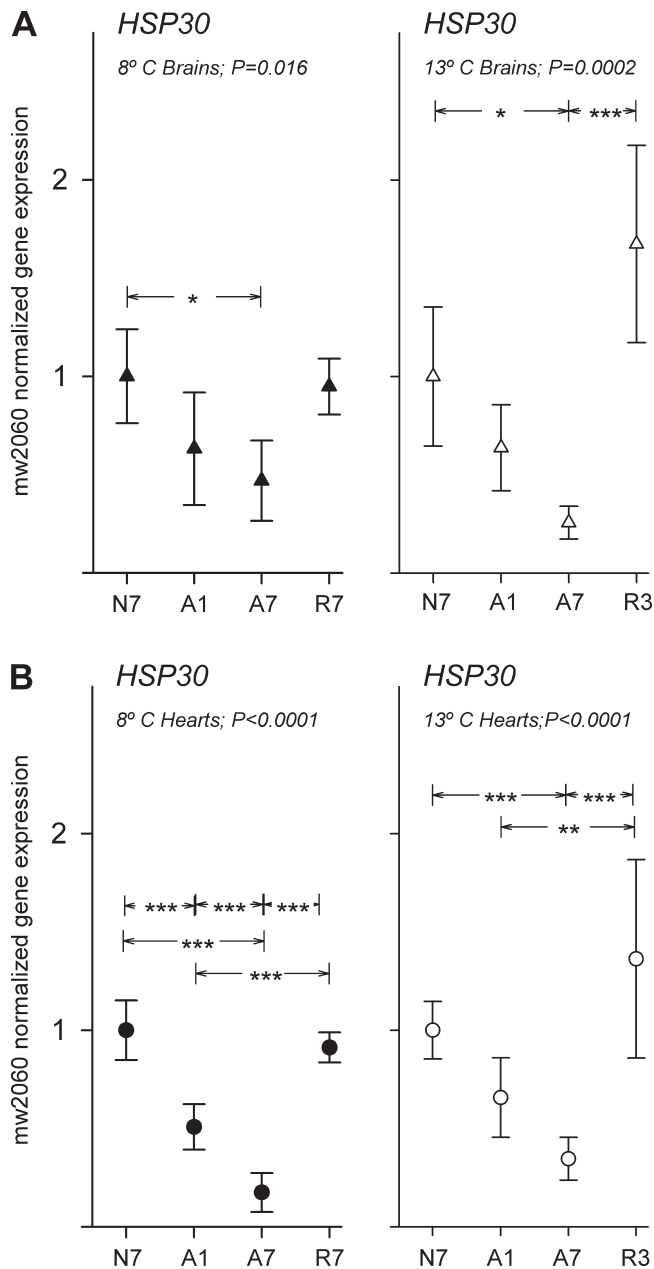 A
HSP30
8º C Brains; P=0.016
HSP30
13º C Brains; P=0.0002
* ***
mw2060 normalized gene expression
2
*
1
N7 A1 A7 R7
N7 A1 A7 R3
B
HSP30
8º C Hearts; P<0.0001
HSP30
13º C Hearts;P<0.0001
mw2060 normalized gene expression
*** ***
2
**
*** *** ***
***
***
1
N7 A1 A7 R7
N7 A1 A7 R3